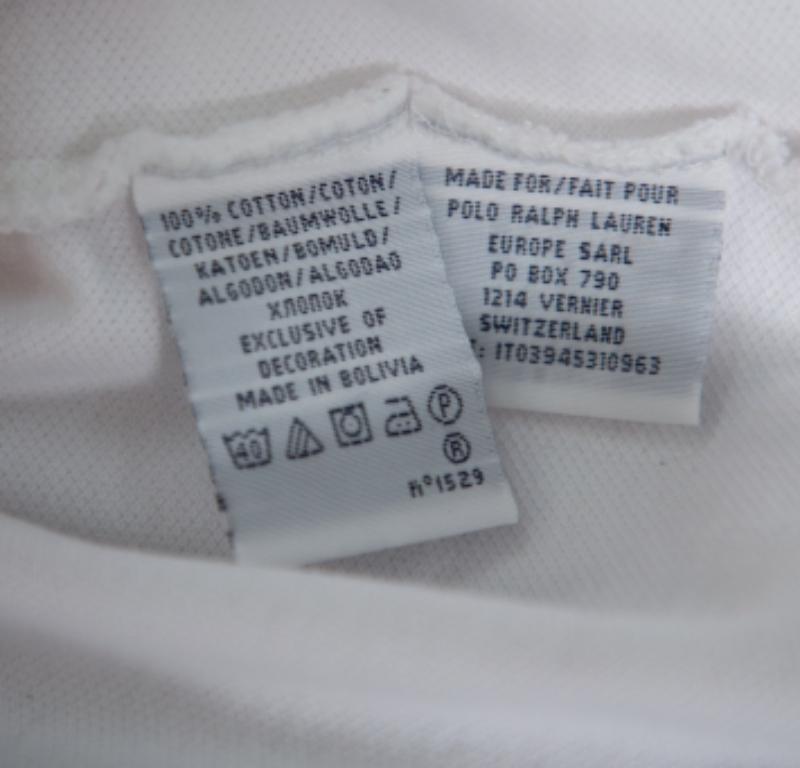 100% COTTON/COTON/
COTONE/BAUMWOLLE/
KATOEN/BOMULD/
ALGODON/ALGODAO
ХЛОПОК
EXCLUSIVE OF
DECORATION
MADE IN BOLIVIA
40
P
®
N°1529
MADE FOR/FAIT POUR
POLO RALPH LAUREN
EUROPE SARL
PO BOX 790
1214 VERNIER
SWITZERLAND
: IT03945310963